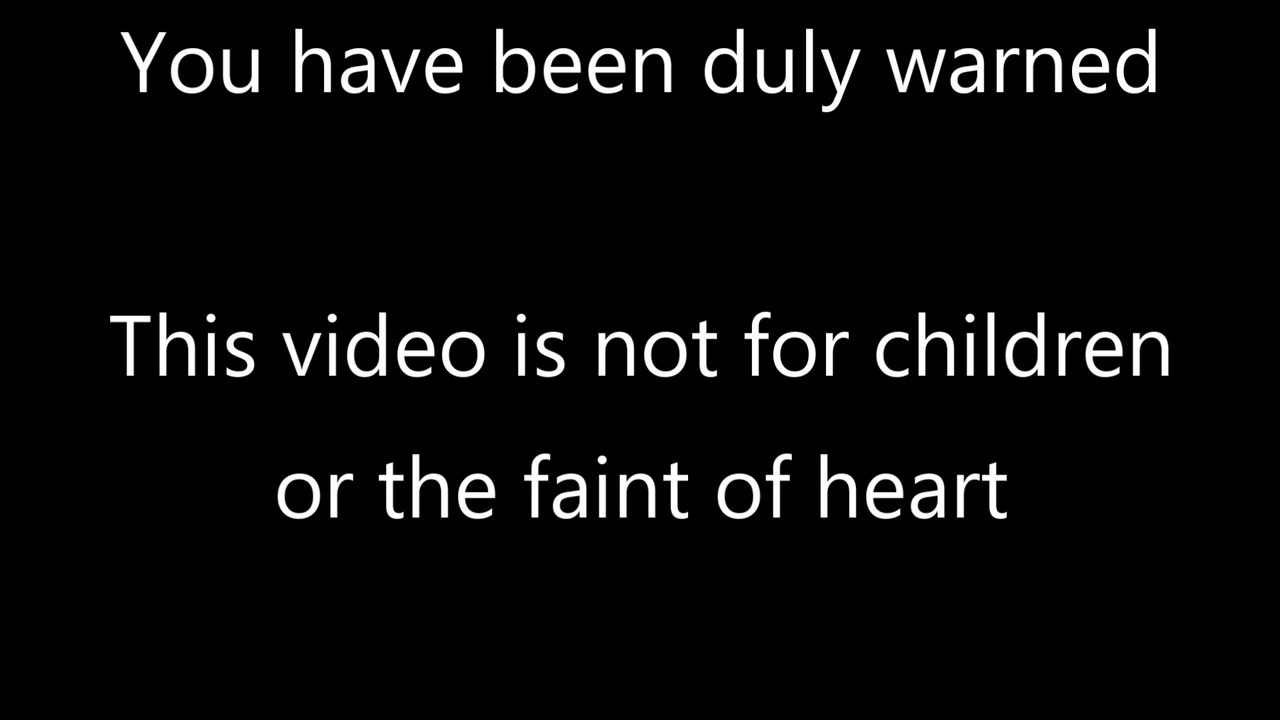 You have been duly warned
This video is not for children
or the faint of heart